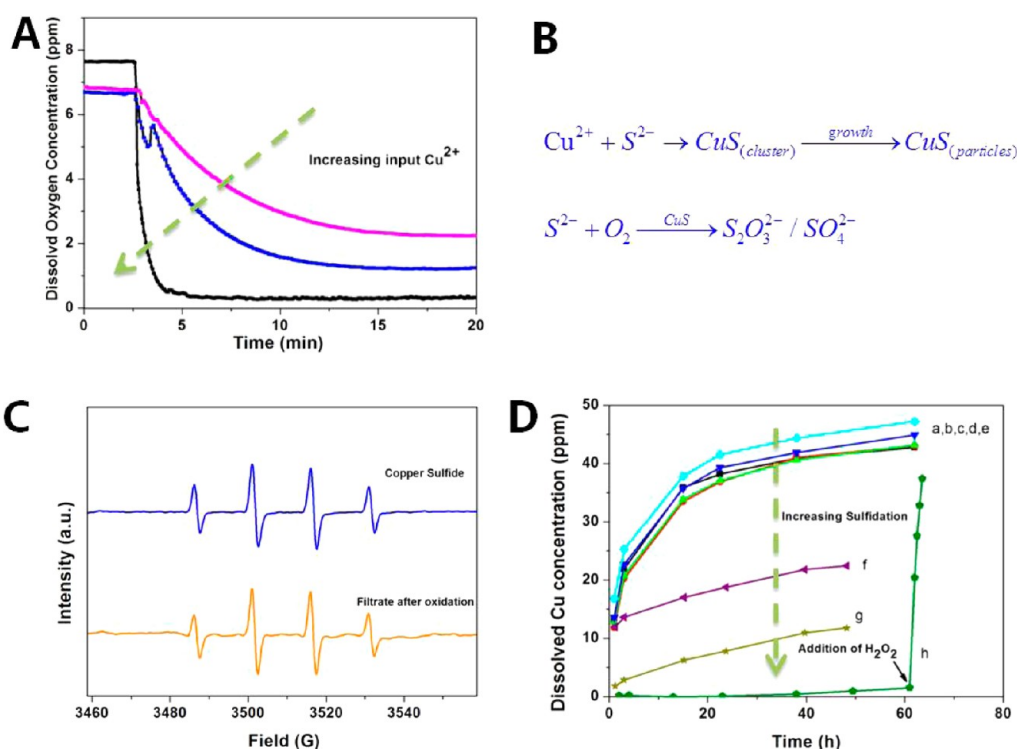 A
Dissolvd Oxygen Concentration (ppm)
8
6
4
2
0
Increasing input Cu²⁺
0 5 10 15 20
Time (min)
B
Cu²⁺ + S²⁻ → CuS(cluster) —growth→ CuS(particles)
S²⁻ + O₂ —CuS→ S₂O₃²⁻ / SO₄²⁻
C
Intensity (a.u.)
Copper Sulfide
Filtrate after oxidation
3460 3480 3500 3520 3540
Field (G)
D
Dissolved Cu concentration (ppm)
50
40
30
20
10
0
a,b,c,d,e
Increasing Sulfidation
f
g
Addition of H₂O₂
h
0 20 40 60 80
Time (h)